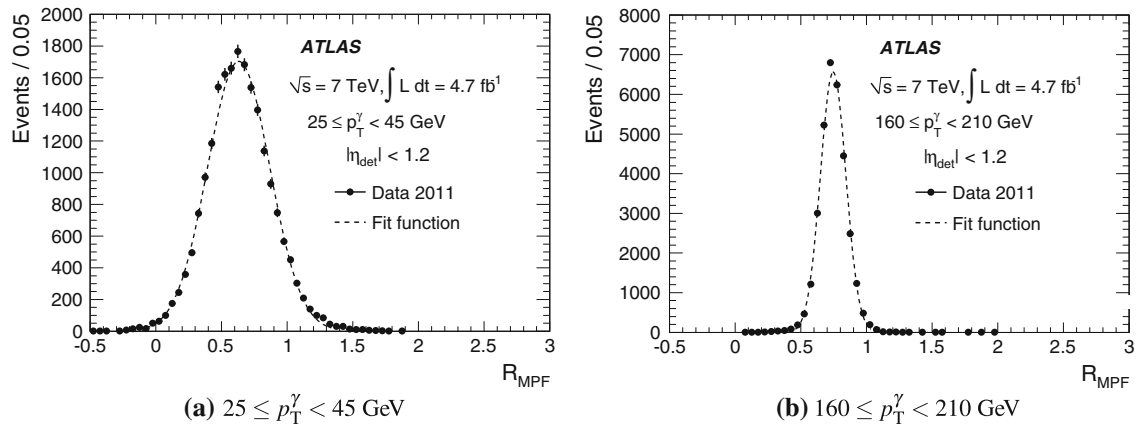 Events / 0.05
1800
1600
1400
1200
1000
800
600
400
200
0
-0.5 0 0.5 1 1.5 2 2.5 3
R_MPF
ATLAS
√s = 7 TeV, ∫ L dt = 4.7 fb⁻¹
25 ≤ p_T^γ < 45 GeV
|η_det| < 1.2
Data 2011
Fit function
(a) 25 ≤ p_T^γ < 45 GeV
Events / 0.05
8000
7000
6000
5000
4000
3000
2000
1000
0
-0.5 0 0.5 1 1.5 2 2.5 3
R_MPF
ATLAS
√s = 7 TeV, ∫ L dt = 4.7 fb⁻¹
160 ≤ p_T^γ < 210 GeV
|η_det| < 1.2
Data 2011
Fit function
(b) 160 ≤ p_T^γ < 210 GeV